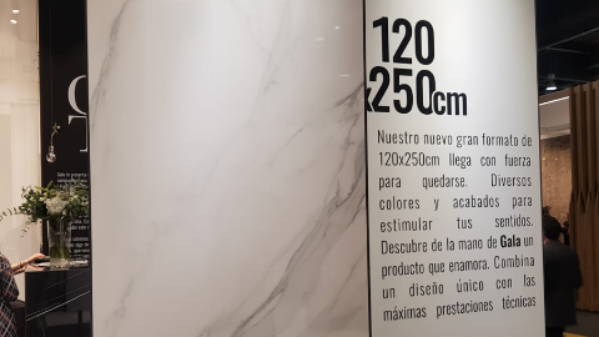 120
x250cm
Nuestro nuevo gran formato de
120x250cm llega con fuerza
para quedarse. Diversos
colores y acabados para
estimular tus sentidos.
Descubre de la mano de Gala un
producto que enamora. Combina
un diseño único con las
máximas prestaciones técnicas